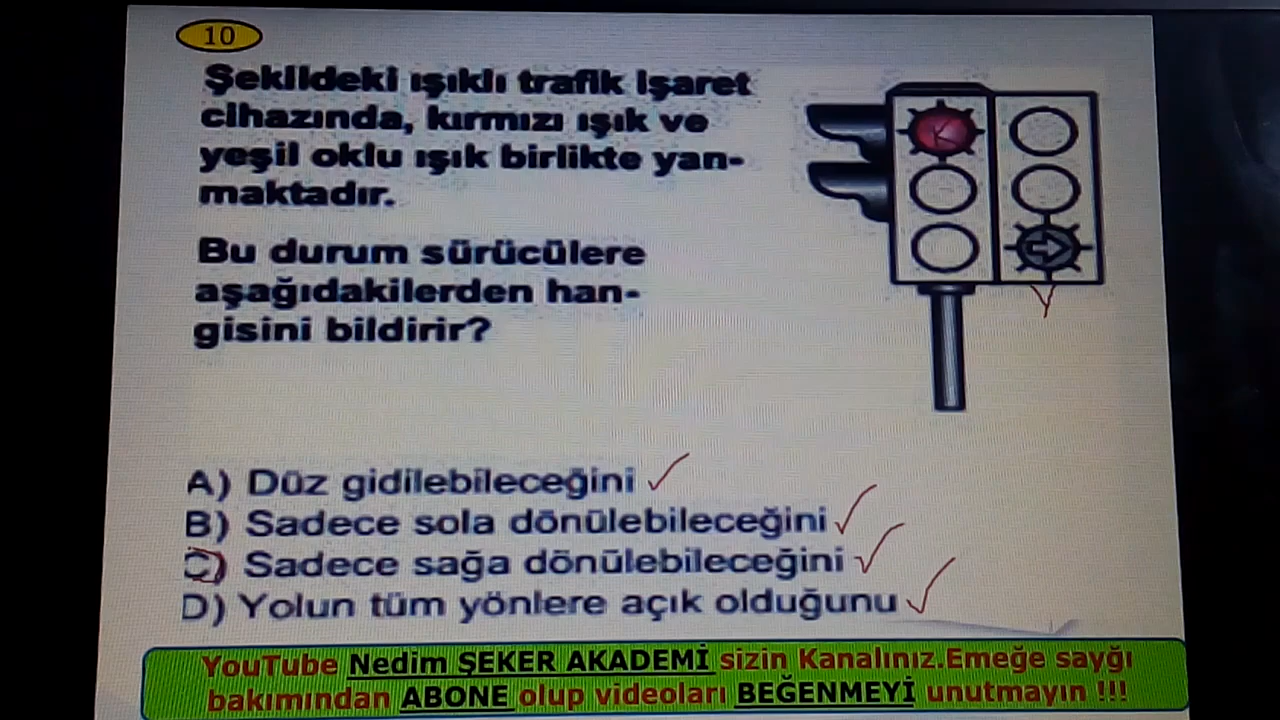 10
Şekildeki ışıklı trafik işaret
cihazında, kırmızı ışık ve
yeşil oklu ışık birlikte yan-
maktadır.
Bu durum sürücülere
aşağıdakilerden han-
gisini bildirir?
K
Y
A) Düz gidilebileceğini
B) Sadece sola dönülebileceğini
C) Sadece sağa dönülebileceğini
D) Yolun tüm yönlere açık olduğunu
YouTube Nedim ŞEKER AKADEMİ sizin Kanalınız.Emeğe sayğı
bakımından ABONE olup videoları BEĞENMEYİ unutmayın !!!